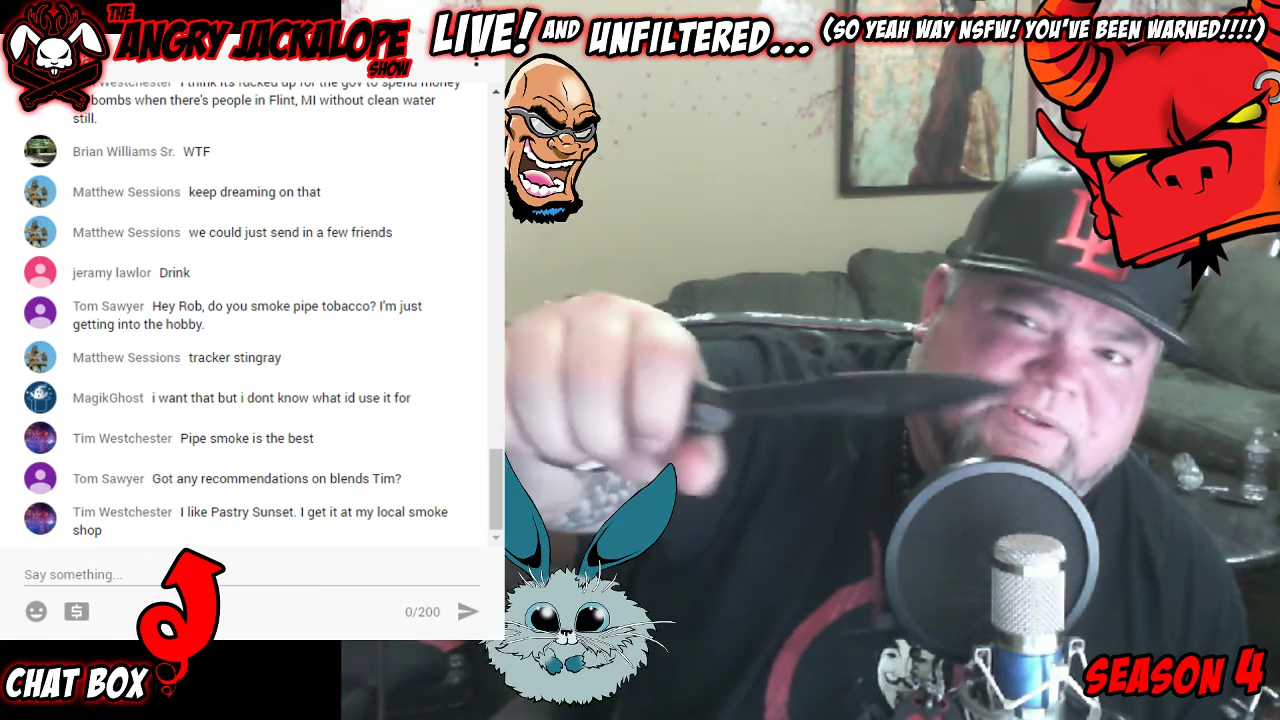 THE
ANGRY JACKALOPE
SHOW
LIVE! AND UNFILTERED... (SO YEAH WAY NSFW! YOU'VE BEEN WARNED!!!!)
Westchester I think its fucked up for the gov to spend money
bombs when there's people in Flint, MI without clean water
still.
Brian Williams Sr. WTF
Matthew Sessions keep dreaming on that
Matthew Sessions we could just send in a few friends
jeramy lawlor Drink
Tom Sawyer Hey Rob, do you smoke pipe tobacco? I'm just
getting into the hobby.
Matthew Sessions tracker stingray
MagikGhost i want that but i dont know what id use it for
Tim Westchester Pipe smoke is the best
Tom Sawyer Got any recommendations on blends Tim?
Tim Westchester I like Pastry Sunset. I get it at my local smoke
shop
Say something...
0/200
CHAT BOX
SEASON 4